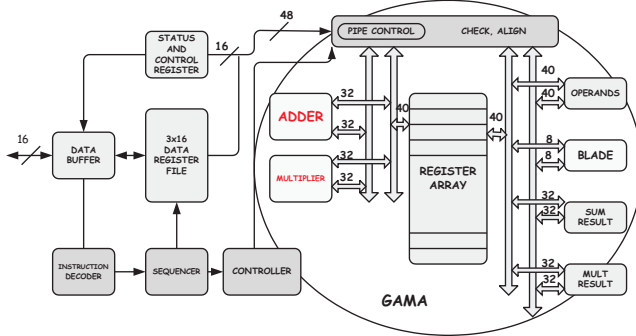 48
PIPE CONTROL
CHECK, ALIGN
STATUS
AND
CONTROL
REGISTER
16
32
40
OPERANDS
40
ADDER
32
40
40
16
DATA
BUFFER
3x16
DATA
REGISTER
FILE
32
MULTIPLIER
32
REGISTER
ARRAY
8
BLADE
8
32
SUM
RESULT
32
INSTRUCTION
DECODER
SEQUENCER
CONTROLLER
32
MULT
RESULT
32
GAMA